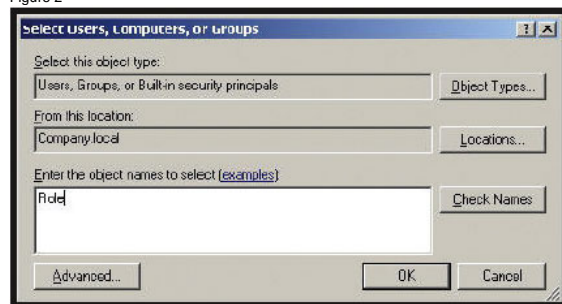 Figure 2
Select Users, Computers, or Groups
Select this object type:
Users, Groups, or Built-in security principals
Object Types...
From this location:
Company.local
Locations...
Enter the object names to select (examples)
Role
Check Names
Advanced...
OK
Cancel